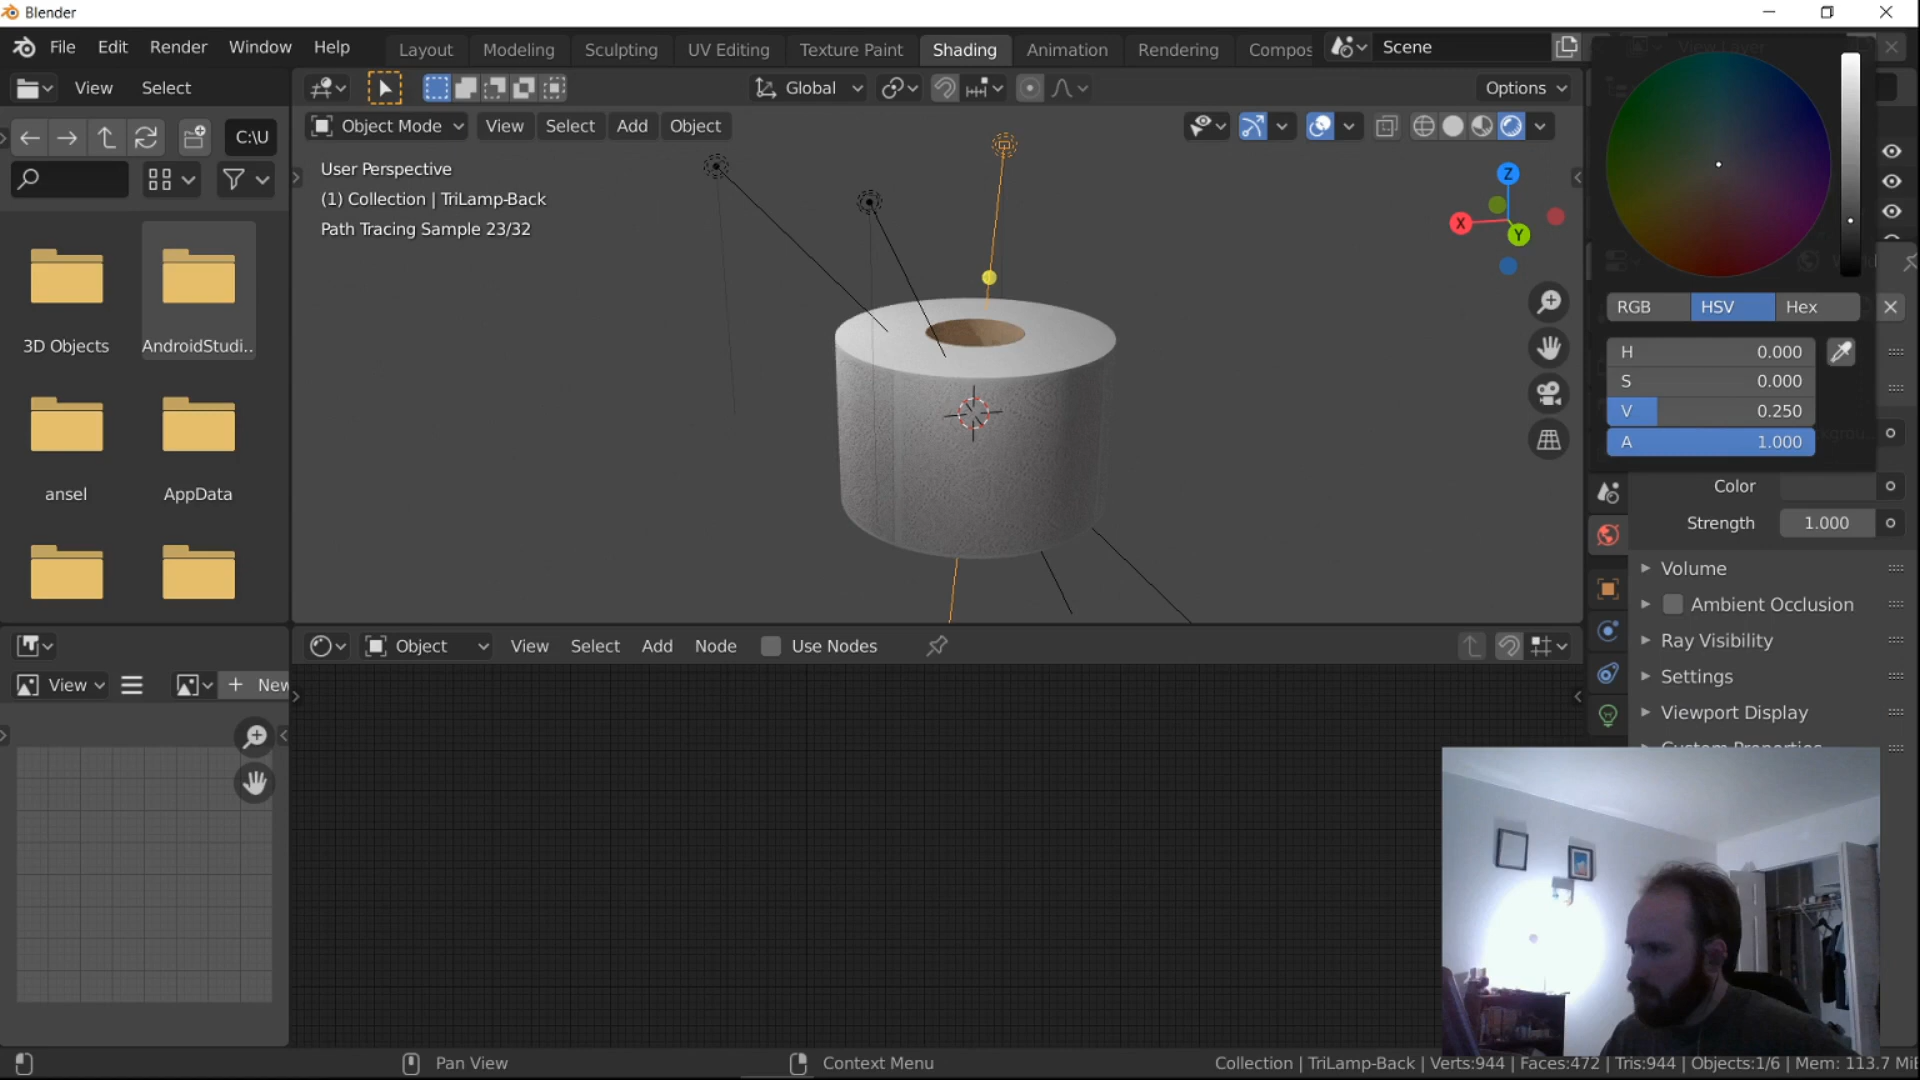 Blender
File Edit Render Window Help Layout Modeling Sculpting UV Editing Texture Paint Shading Animation Rendering Compos Scene View Layer
View Select Global Options
C:\U Object Mode View Select Add Object
User Perspective
(1) Collection | TriLamp-Back
Path Tracing Sample 23/32
Z
X
Y
3D Objects AndroidStudi..
ansel AppData
RGB HSV Hex
H 0.000
S 0.000
V 0.250
A 1.000
Color
Strength 1.000
Volume
Ambient Occlusion
Ray Visibility
Settings
Viewport Display
Custom Properties
Object View Select Add Node Use Nodes
View New
Pan View Context Menu Collection | TriLamp-Back | Verts:944 | Faces:472 | Tris:944 | Objects:1/6 | Mem: 113.7 Mi